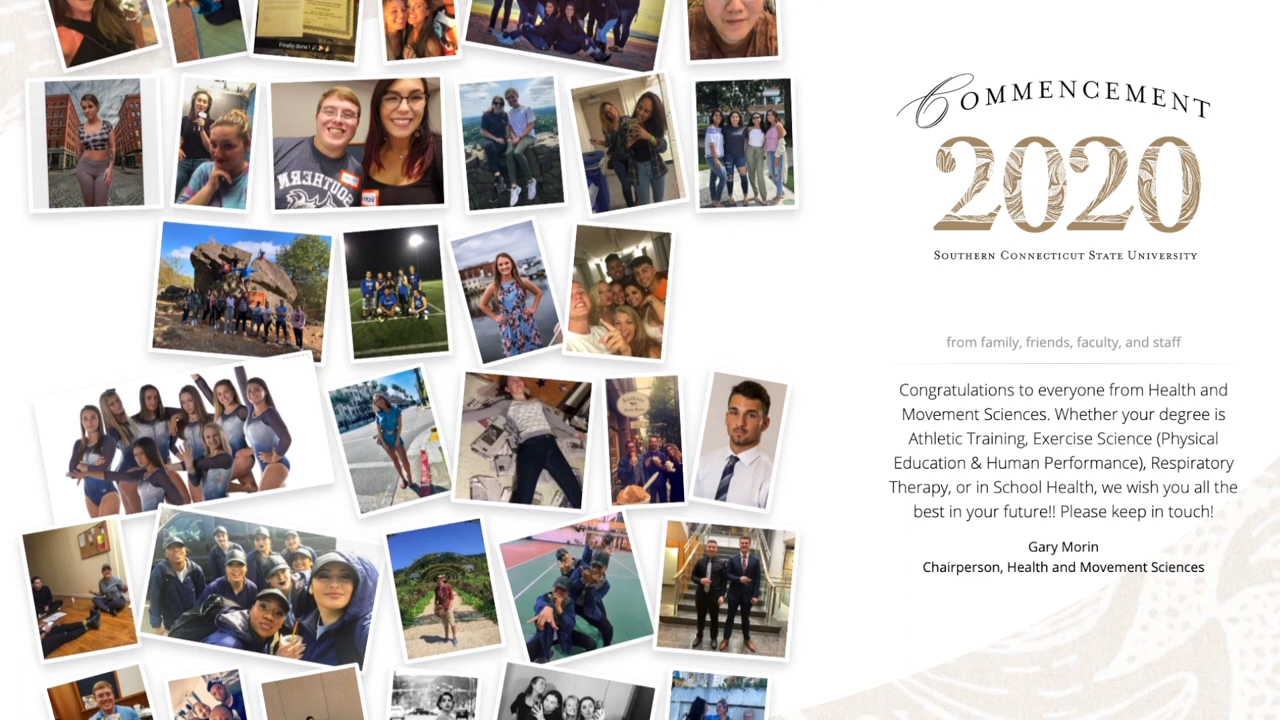 Finally done!
SOUTHERN
COMMENCEMENT
2020
SOUTHERN CONNECTICUT STATE UNIVERSITY
from family, friends, faculty, and staff
Congratulations to everyone from Health and
Movement Sciences. Whether your degree is
Athletic Training, Exercise Science (Physical
Education & Human Performance), Respiratory
Therapy, or in School Health, we wish you all the
best in your future!! Please keep in touch!
Gary Morin
Chairperson, Health and Movement Sciences